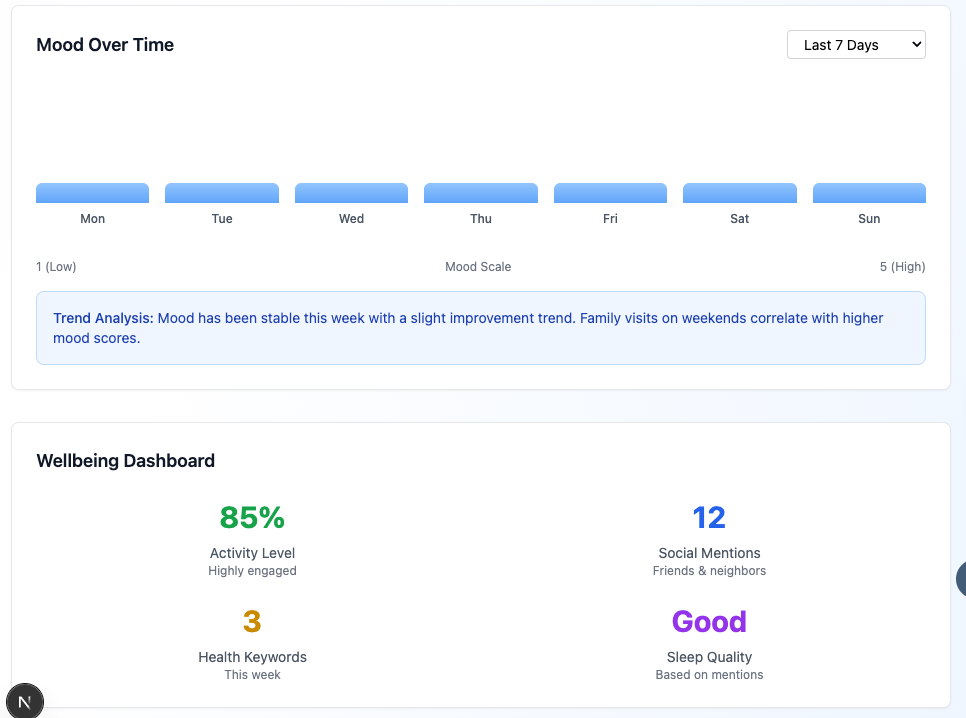 Mood Over Time
Last 7 Days
Mon
Tue
Wed
Thu
Fri
Sat
Sun
1 (Low)
Mood Scale
5 (High)
Trend Analysis: Mood has been stable this week with a slight improvement trend. Family visits on weekends correlate with higher
mood scores.
Wellbeing Dashboard
85%
Activity Level
Highly engaged
12
Social Mentions
Friends & neighbors
3
Health Keywords
This week
Good
Sleep Quality
Based on mentions
N